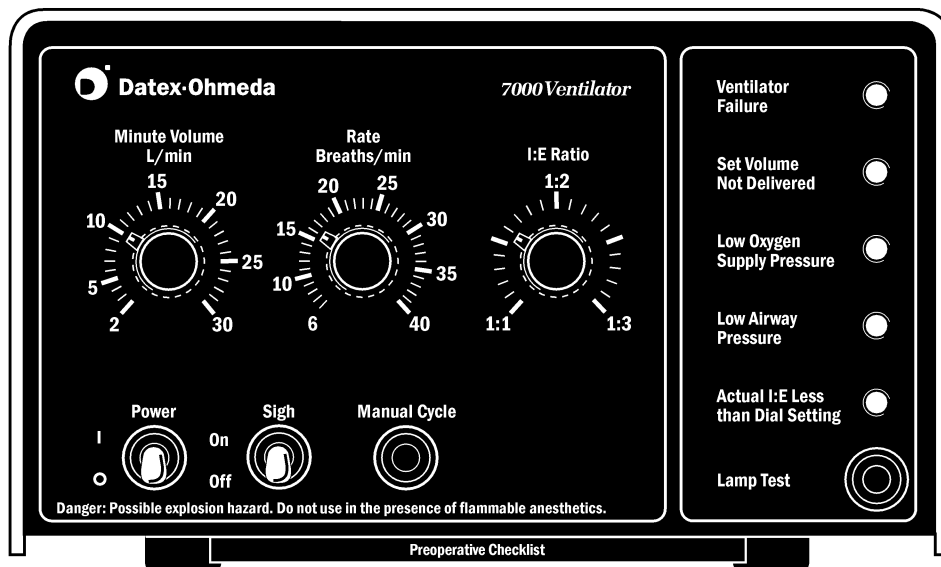 Datex-Ohmeda
7000 Ventilator
Minute Volume
L/min
2
5
10
15
20
25
30
Rate
Breaths/min
6
10
15
20
25
30
35
40
I:E Ratio
1:1
1:2
1:3
Power
I
O
Sigh
On
Off
Manual Cycle
Danger: Possible explosion hazard. Do not use in the presence of flammable anesthetics.
Ventilator
Failure
Set Volume
Not Delivered
Low Oxygen
Supply Pressure
Low Airway
Pressure
Actual I:E Less
than Dial Setting
Lamp Test
Preoperative Checklist